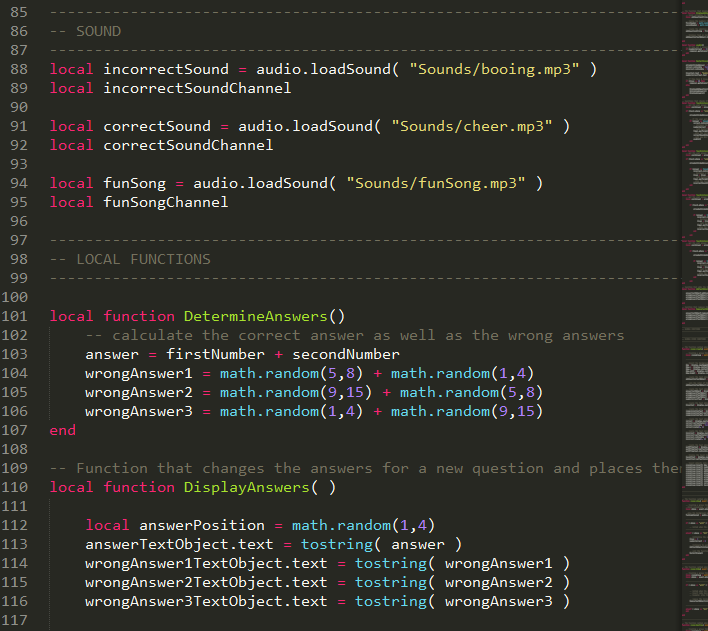 85 ----------------------------------------------------------------------
86 -- SOUND
87 ----------------------------------------------------------------------
88 local incorrectSound = audio.loadSound( "Sounds/booing.mp3" )
89 local incorrectSoundChannel
90
91 local correctSound = audio.loadSound( "Sounds/cheer.mp3" )
92 local correctSoundChannel
93
94 local funSong = audio.loadSound( "Sounds/funSong.mp3" )
95 local funSongChannel
96
97 ----------------------------------------------------------------------
98 -- LOCAL FUNCTIONS
99 ----------------------------------------------------------------------
100
101 local function DetermineAnswers()
102     -- calculate the correct answer as well as the wrong answers
103     answer = firstNumber + secondNumber
104     wrongAnswer1 = math.random(5,8) + math.random(1,4)
105     wrongAnswer2 = math.random(9,15) + math.random(5,8)
106     wrongAnswer3 = math.random(1,4) + math.random(9,15)
107 end
108
109 -- Function that changes the answers for a new question and places
110 local function DisplayAnswers( )
111
112     local answerPosition = math.random(1,4)
113     answerTextObject.text = tostring( answer )
114     wrongAnswer1TextObject.text = tostring( wrongAnswer1 )
115     wrongAnswer2TextObject.text = tostring( wrongAnswer2 )
116     wrongAnswer3TextObject.text = tostring( wrongAnswer3 )
117